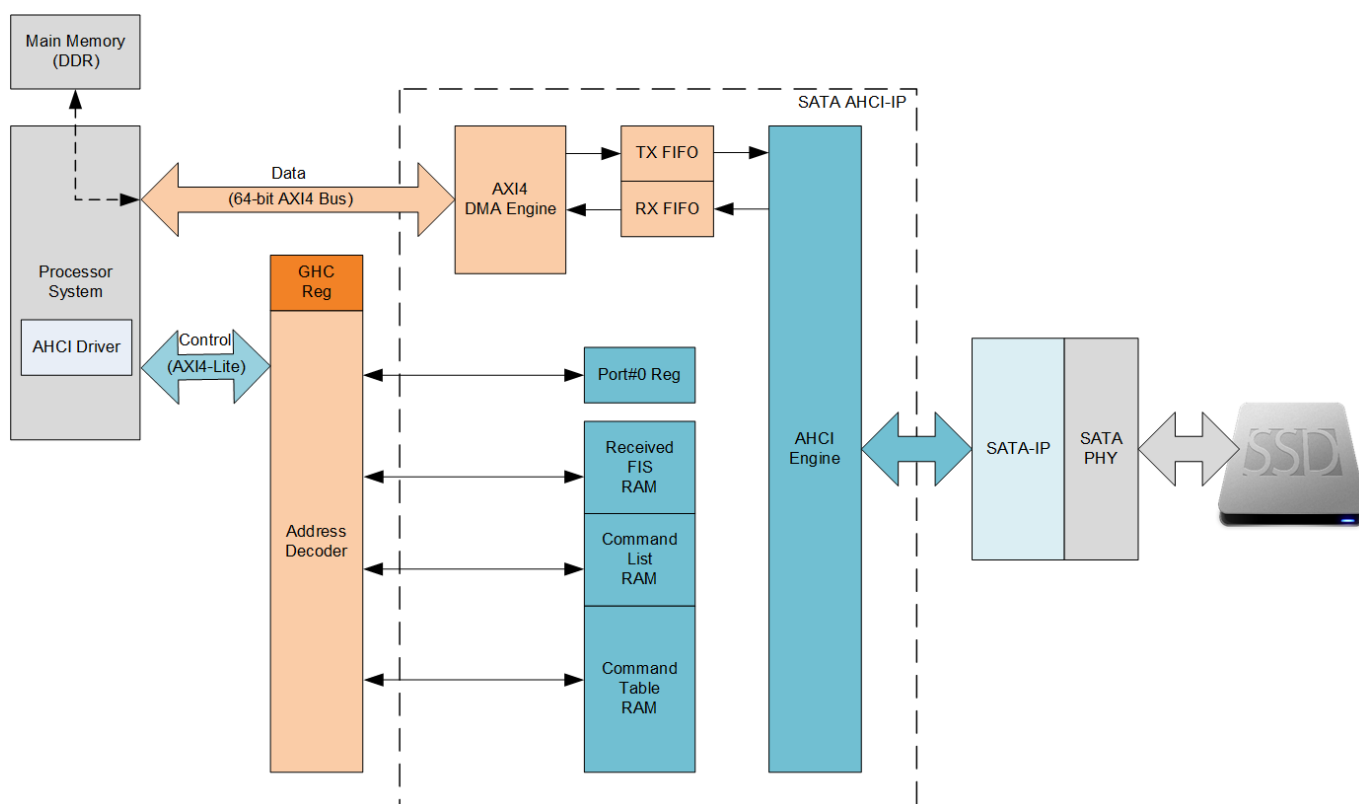 Main Memory
(DDR)
SATA AHCI-IP
Processor
System
AHCI Driver
Data
(64-bit AXI4 Bus)
Control
(AXI4-Lite)
GHC
Reg
Address
Decoder
AXI4
DMA Engine
TX FIFO
RX FIFO
Port#0 Reg
Received
FIS
RAM
Command
List
RAM
Command
Table
RAM
AHCI
Engine
SATA-IP
SATA
PHY
SSD